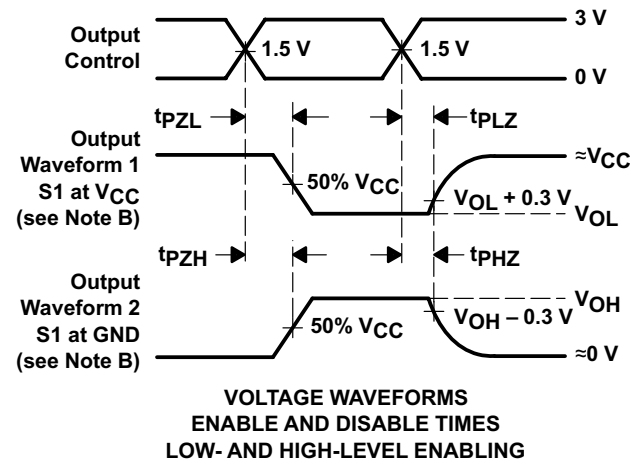 Output
Control
1.5 V
1.5 V
3 V
0 V
tPZL
tPLZ
Output
Waveform 1
S1 at VCC
(see Note B)
50% VCC
≈VCC
VOL + 0.3 V
VOL
tPZH
tPHZ
Output
Waveform 2
S1 at GND
(see Note B)
50% VCC
VOH
VOH – 0.3 V
≈0 V
VOLTAGE WAVEFORMS
ENABLE AND DISABLE TIMES
LOW- AND HIGH-LEVEL ENABLING